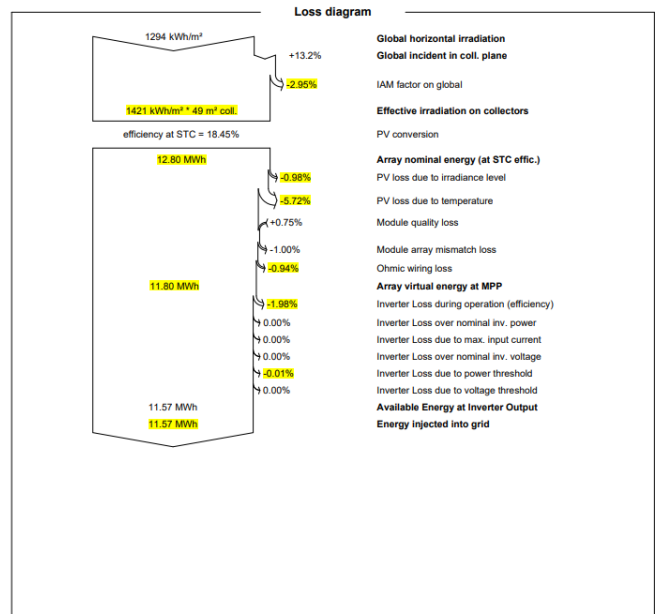 Loss diagram
1294 kWh/m² Global horizontal irradiation
+13.2% Global incident in coll. plane
-2.95% IAM factor on global
1421 kWh/m² * 49 m² coll. Effective irradiation on collectors
efficiency at STC = 18.45% PV conversion
12.80 MWh Array nominal energy (at STC effic.)
-0.98% PV loss due to irradiance level
-5.72% PV loss due to temperature
+0.75% Module quality loss
-1.00% Module array mismatch loss
-0.94% Ohmic wiring loss
11.80 MWh Array virtual energy at MPP
-1.98% Inverter Loss during operation (efficiency)
0.00% Inverter Loss over nominal inv. power
0.00% Inverter Loss due to max. input current
0.00% Inverter Loss over nominal inv. voltage
-0.01% Inverter Loss due to power threshold
0.00% Inverter Loss due to voltage threshold
11.57 MWh Available Energy at Inverter Output
11.57 MWh Energy injected into grid